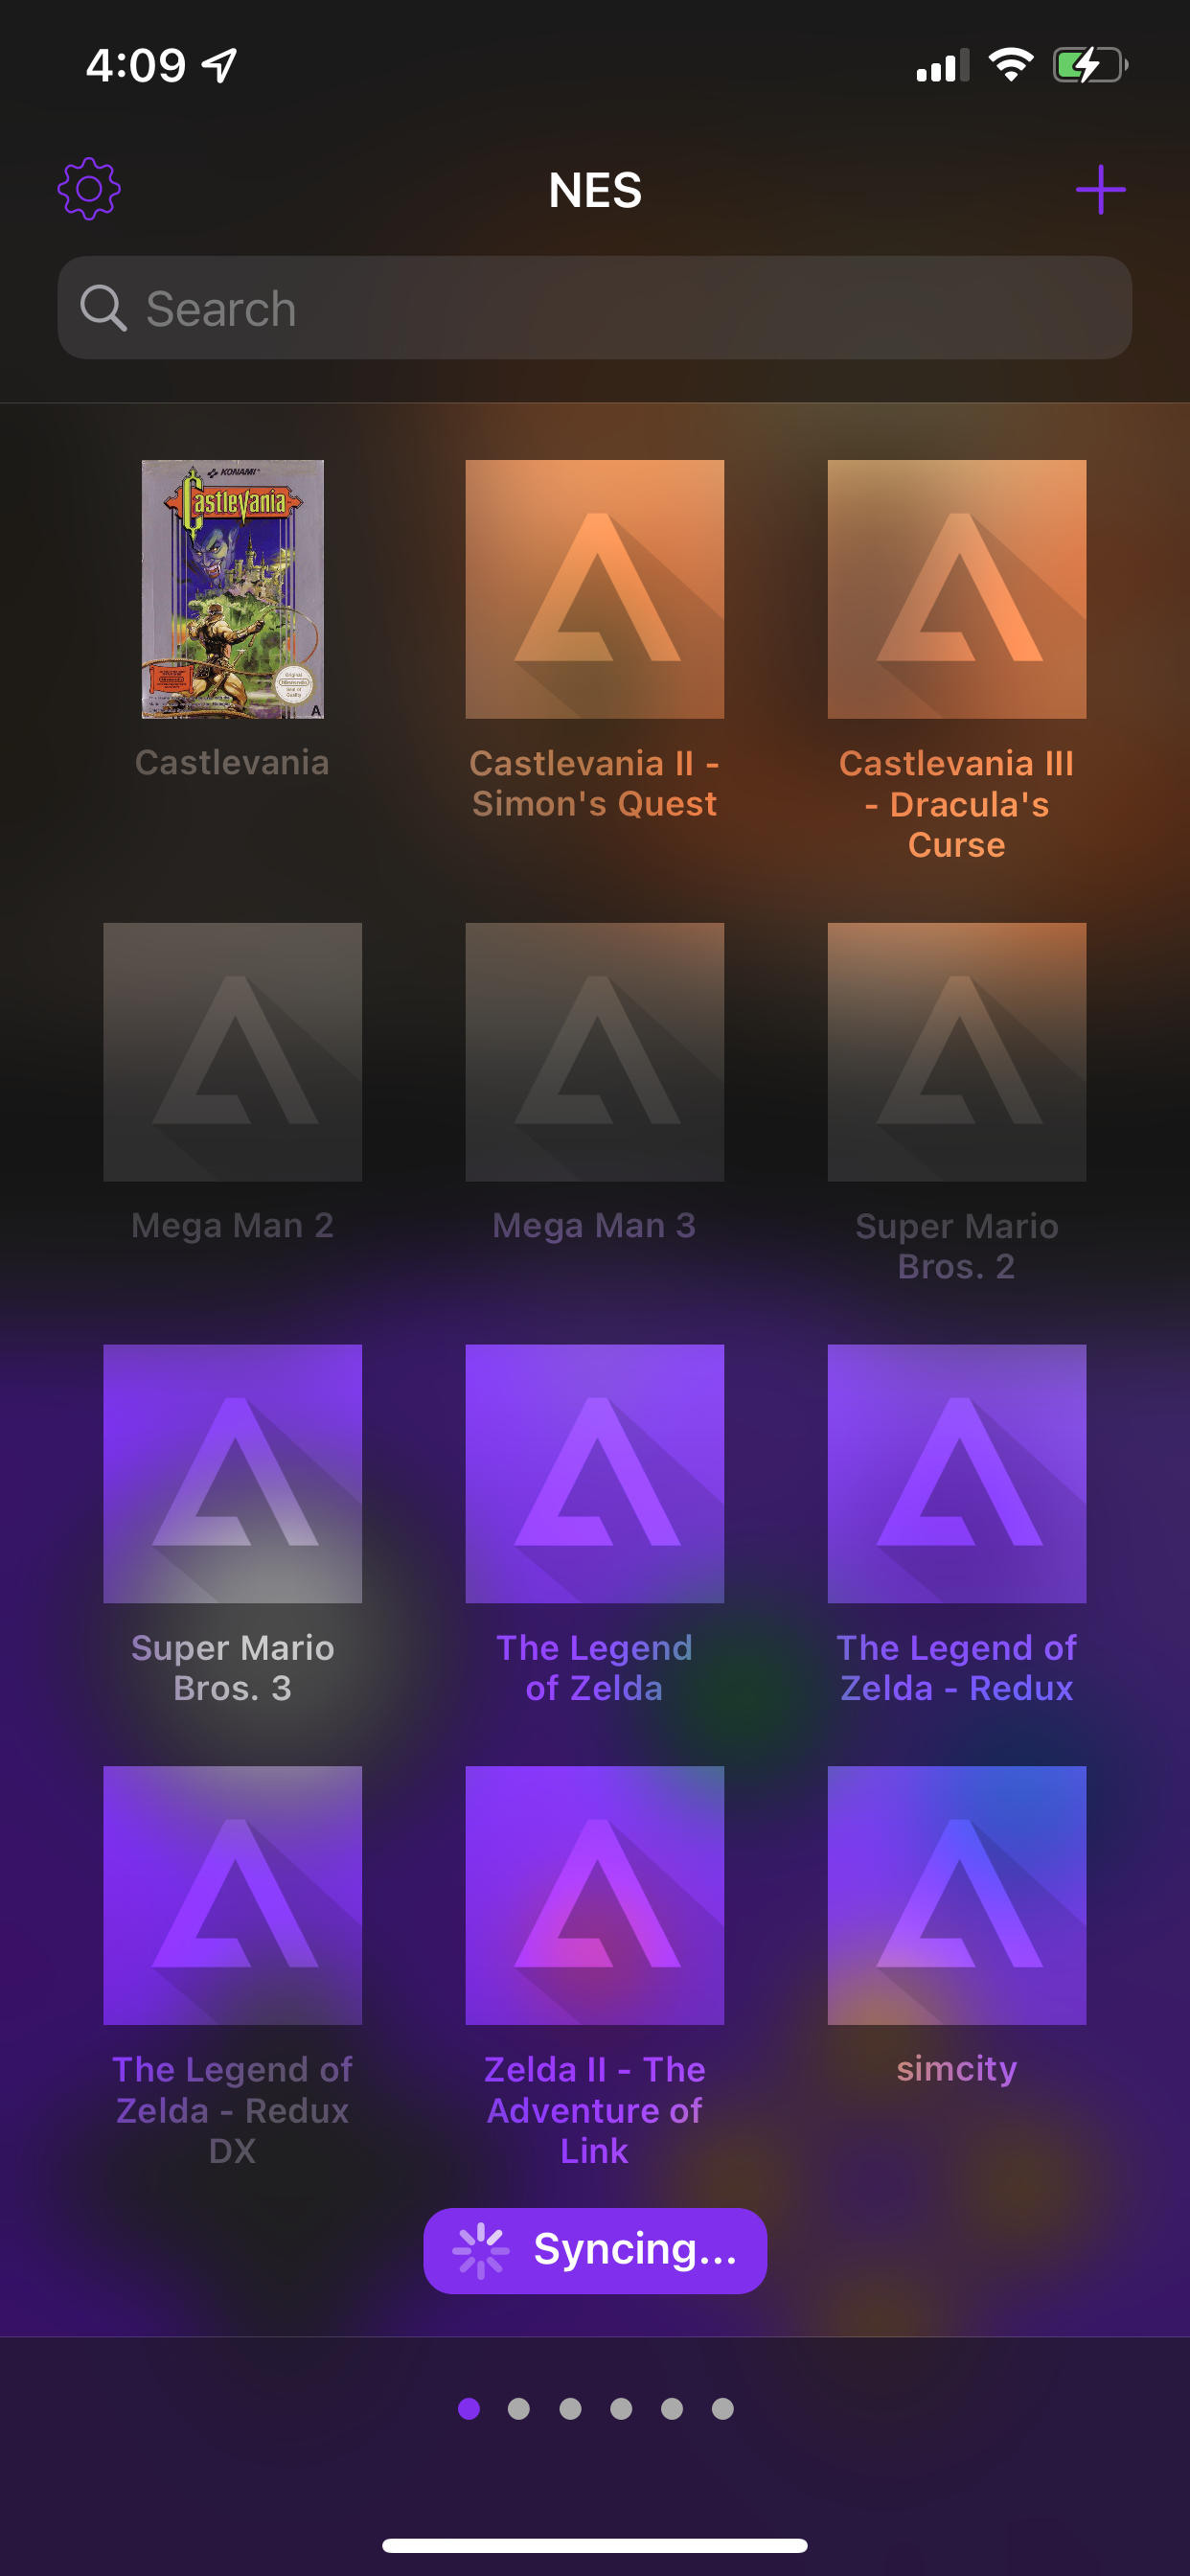 4:09
NES
Search
KONAMI
Castlevania
Castlevania
Castlevania II -
Simon's Quest
Castlevania III
- Dracula's
Curse
Mega Man 2
Mega Man 3
Super Mario
Bros. 2
Super Mario
Bros. 3
The Legend
of Zelda
The Legend of
Zelda - Redux
The Legend of
Zelda - Redux
DX
Zelda II - The
Adventure of
Link
simcity
Syncing...